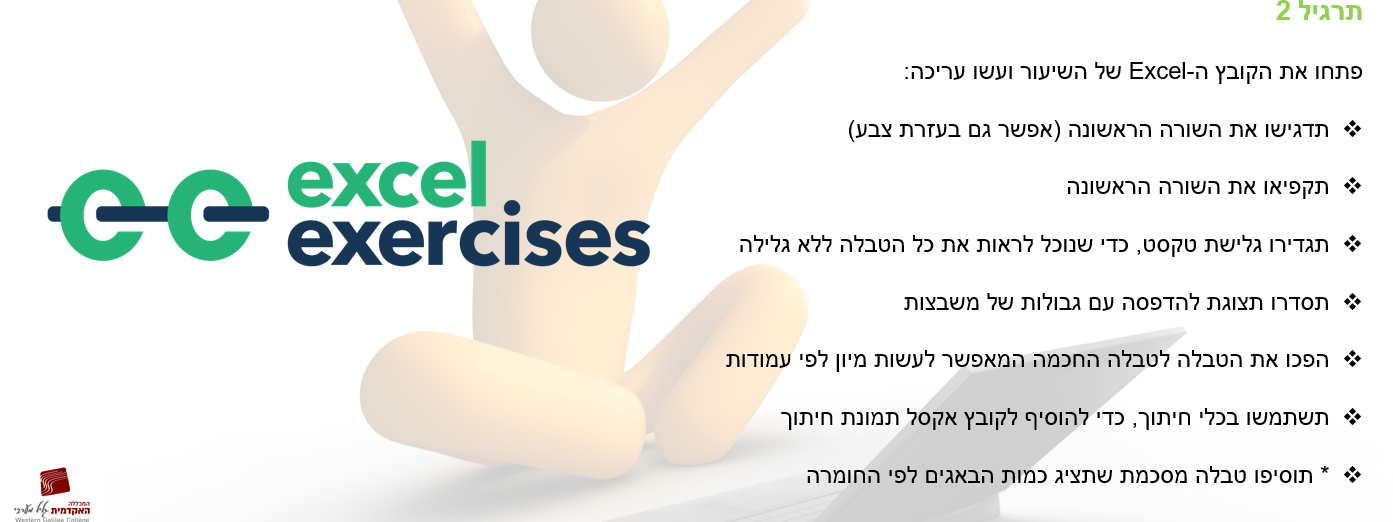 תרגיל 2
פתחו את הקובץ ה-Excel של השיעור ועשו עריכה:
❖ תדגישו את השורה הראשונה (אפשר גם בעזרת צבע)
❖ תקפיאו את השורה הראשונה
❖ תגדירו גלישת טקסט, כדי שנוכל לראות את כל הטבלה ללא גלילה
❖ תסדרו תצוגת להדפסה עם גבולות של משבצות
❖ הפכו את הטבלה לטבלה החכמה המאפשר לעשות מיון לפי עמודות
❖ תשתמשו בכלי חיתוך, כדי להוסיף לקובץ אקסל תמונת חיתוך
❖ * תוסיפו טבלה מסכמת שתציג כמות הבאגים לפי החומרה
excel
exercises
המכללה
האקדמית גליל מערבי
Western Galilee College